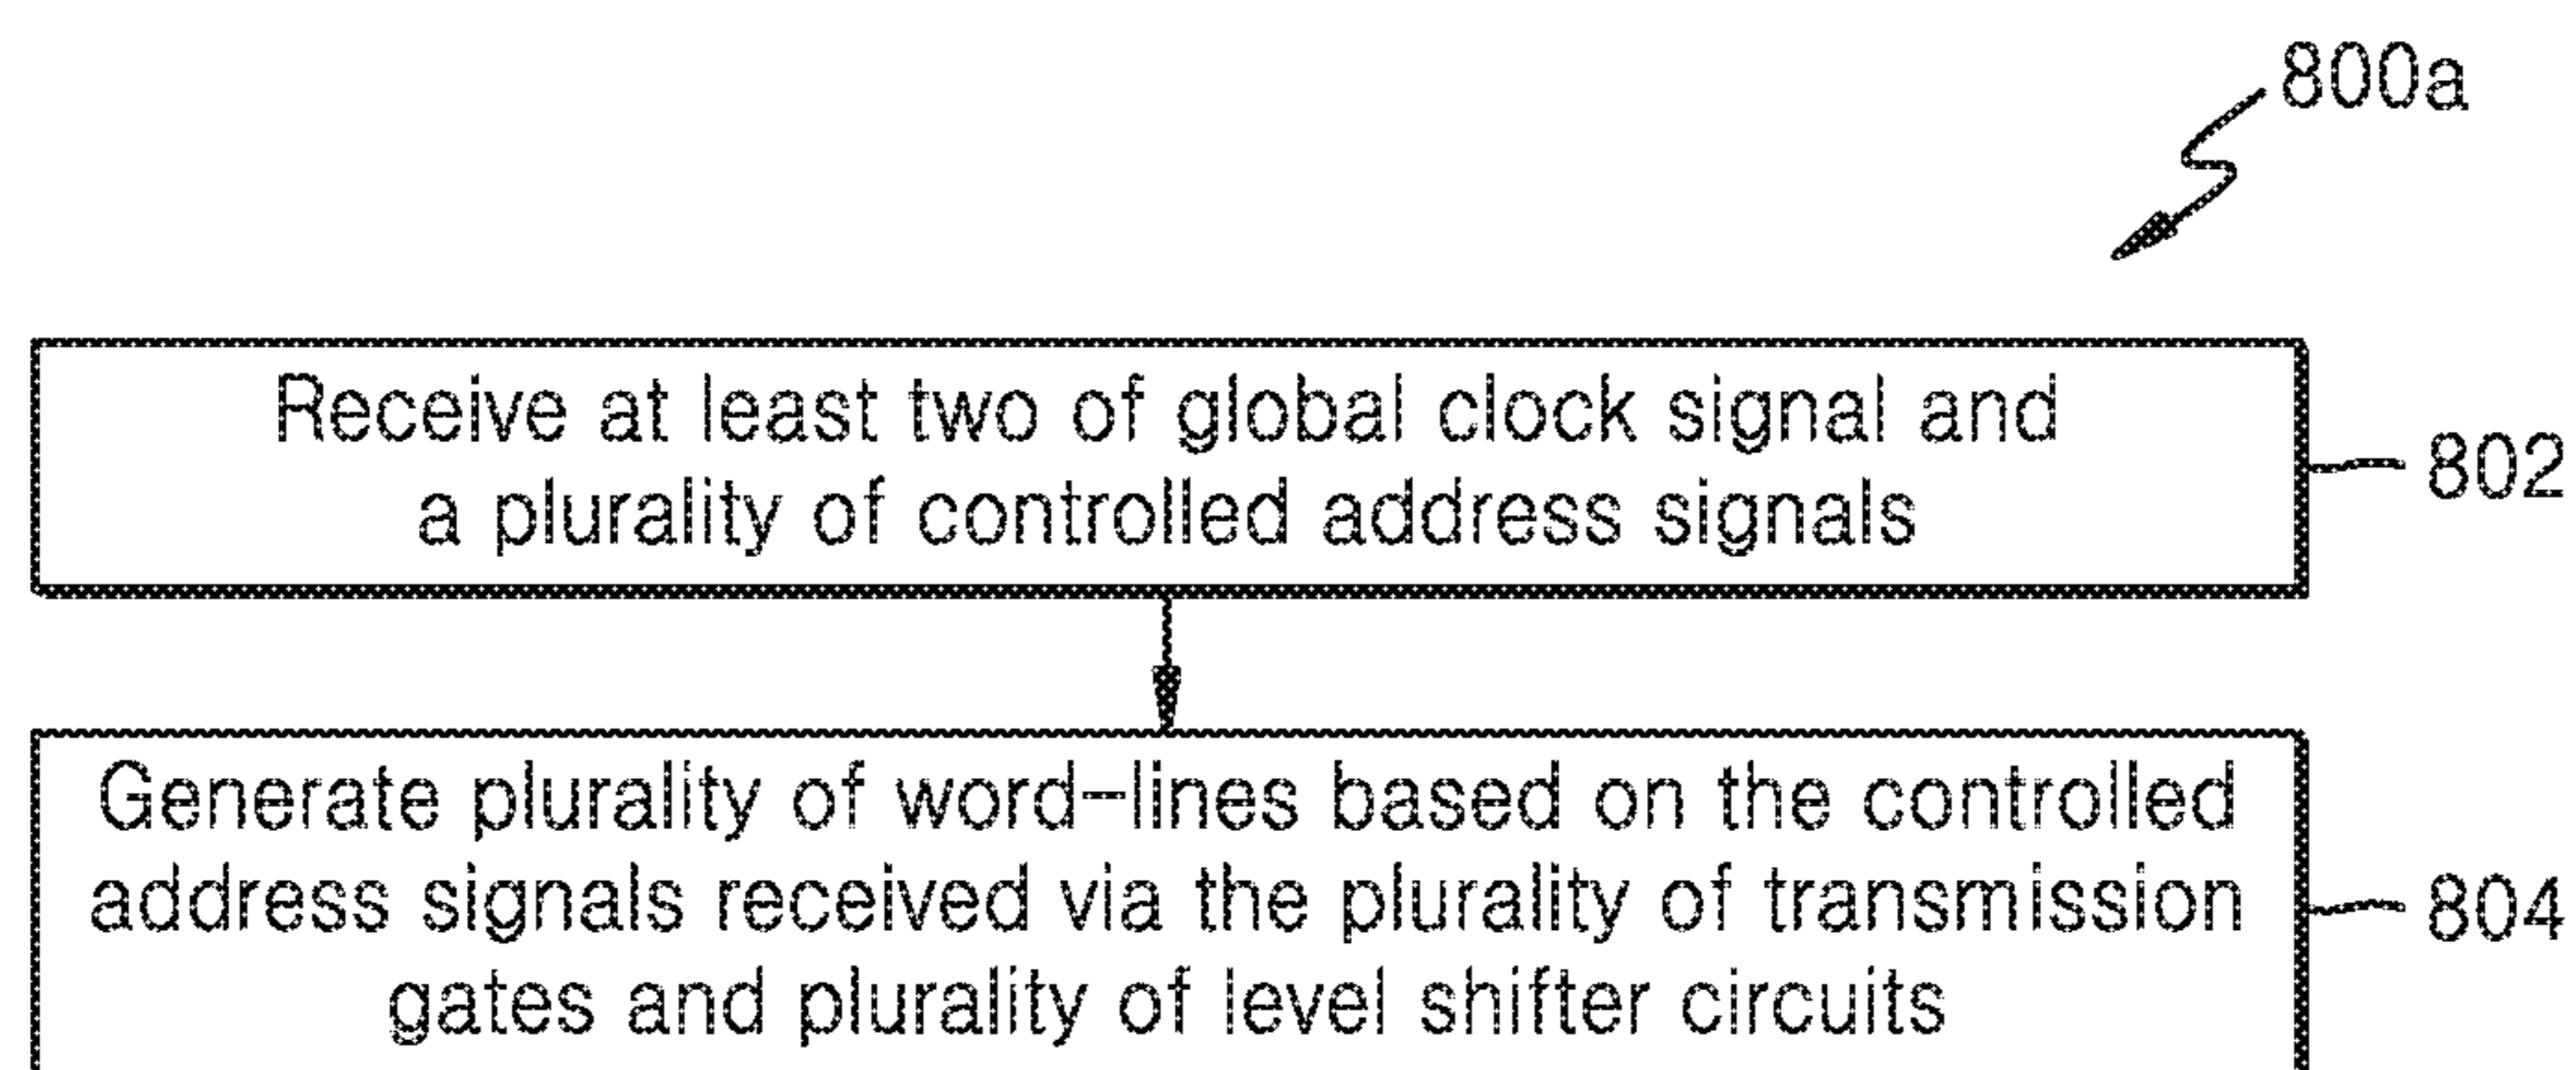 800a
Receive at least two of global clock signal and
a plurality of controlled address signals
802
Generate plurality of word-lines based on the controlled
address signals received via the plurality of transmission
gates and plurality of level shifter circuits
804